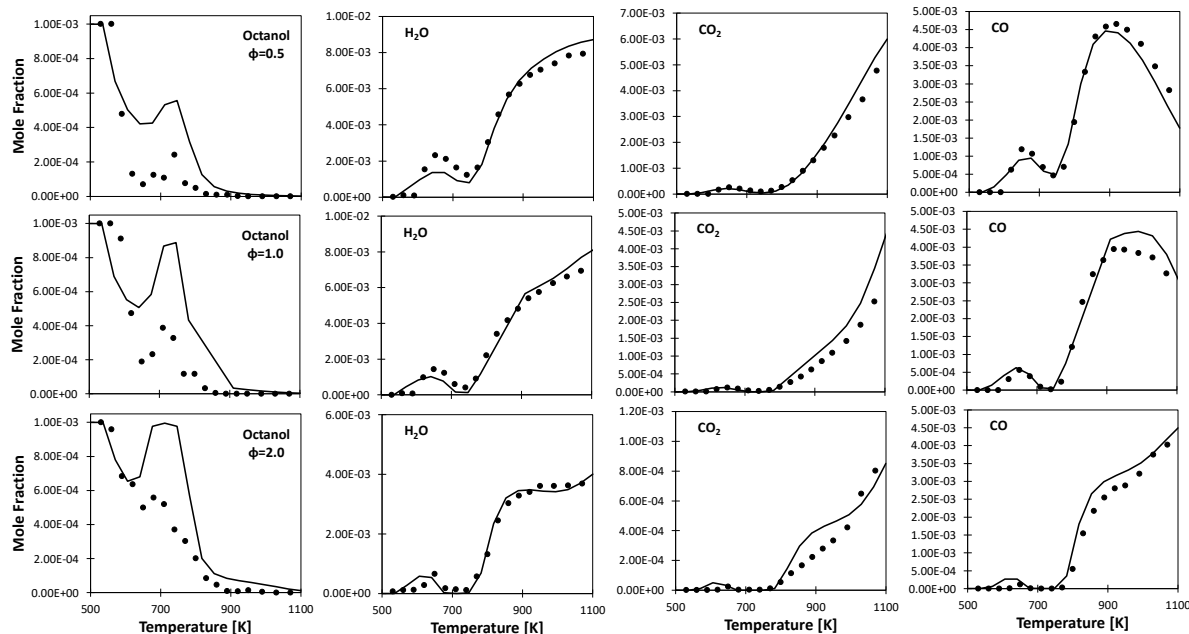 1.00E-03
8.00E-04
6.00E-04
4.00E-04
2.00E-04
0.00E+00
Mole Fraction
Octanol
ϕ=0.5
1.00E-02
8.00E-03
6.00E-03
4.00E-03
2.00E-03
0.00E+00
H₂O
7.00E-03
6.00E-03
5.00E-03
4.00E-03
3.00E-03
2.00E-03
1.00E-03
0.00E+00
CO₂
5.00E-03
4.50E-03
4.00E-03
3.50E-03
3.00E-03
2.50E-03
2.00E-03
1.50E-03
1.00E-03
5.00E-04
0.00E+00
CO
1.00E-03
8.00E-04
6.00E-04
4.00E-04
2.00E-04
0.00E+00
Mole Fraction
Octanol
ϕ=1.0
1.00E-02
8.00E-03
6.00E-03
4.00E-03
2.00E-03
0.00E+00
H₂O
5.00E-03
4.50E-03
4.00E-03
3.50E-03
3.00E-03
2.50E-03
2.00E-03
1.50E-03
1.00E-03
5.00E-04
0.00E+00
CO₂
5.00E-03
4.50E-03
4.00E-03
3.50E-03
3.00E-03
2.50E-03
2.00E-03
1.50E-03
1.00E-03
5.00E-04
0.00E+00
CO
1.00E-03
8.00E-04
6.00E-04
4.00E-04
2.00E-04
0.00E+00
Mole Fraction
Octanol
ϕ=2.0
500 700 900 1100
Temperature [K]
6.00E-03
5.00E-03
4.00E-03
3.00E-03
2.00E-03
1.00E-03
0.00E+00
H₂O
500 700 900 1100
Temperature [K]
1.20E-03
1.00E-03
8.00E-04
6.00E-04
4.00E-04
2.00E-04
0.00E+00
CO₂
500 700 900 1100
Temperature [K]
5.00E-03
4.50E-03
4.00E-03
3.50E-03
3.00E-03
2.50E-03
2.00E-03
1.50E-03
1.00E-03
5.00E-04
0.00E+00
CO
500 700 900 1100
Temperature [K]